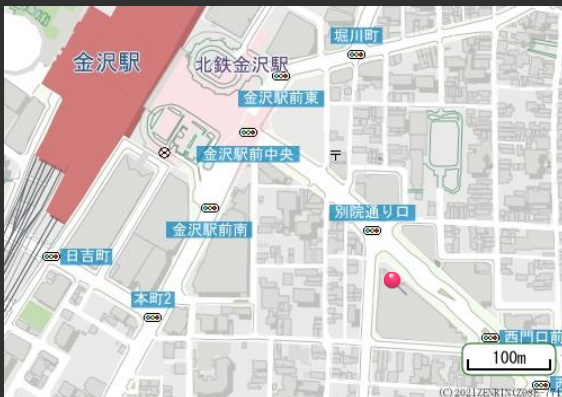 堀川町
金沢駅
北鉄金沢駅
金沢駅前東
金沢駅前中央
〒
別院通り口
金沢駅前南
日吉町
本町2
西門口前
100m